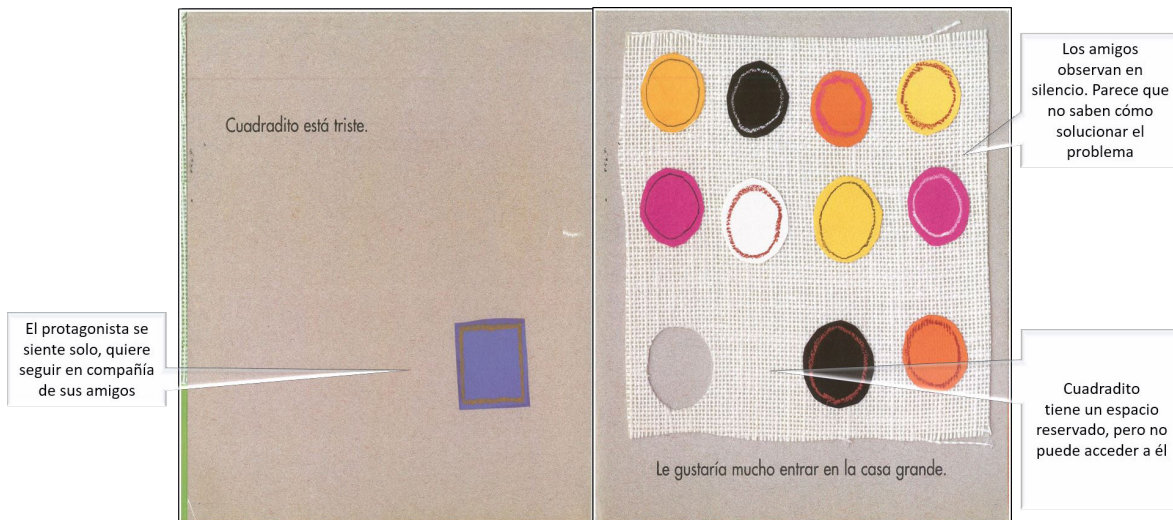 Cuadradito está triste.
El protagonista se
siente solo, quiere
seguir en compañía
de sus amigos
Los amigos
observan en
silencio. Parece que
no saben cómo
solucionar el
problema
Cuadradito
tiene un espacio
reservado, pero no
puede acceder a él
Le gustaría mucho entrar en la casa grande.